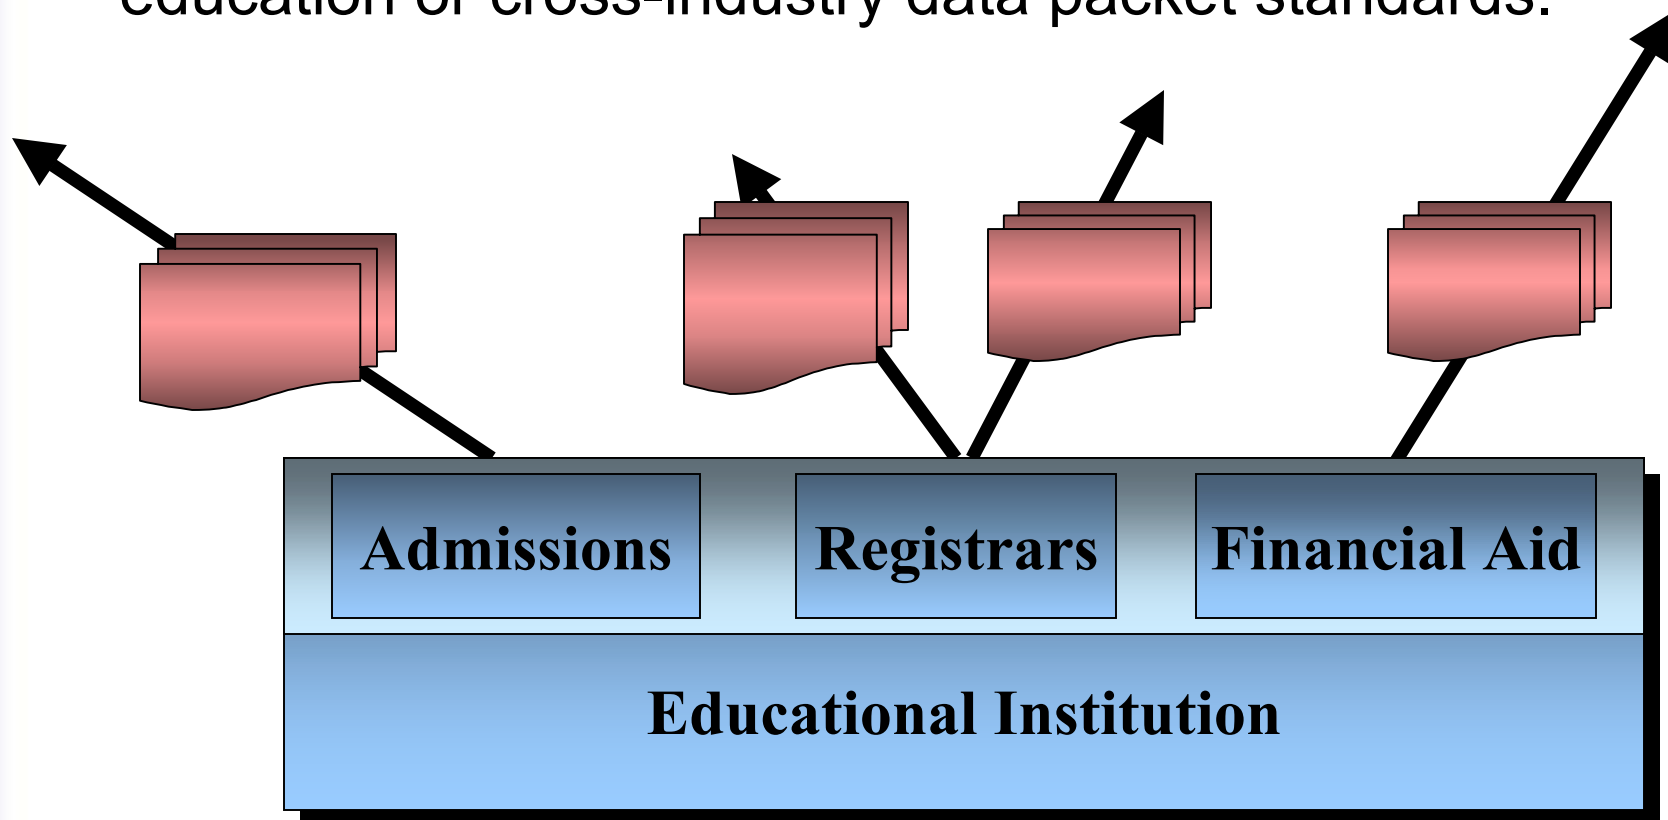 education or cross-industry data packet standards.
Admissions Registrars Financial Aid
Educational Institution